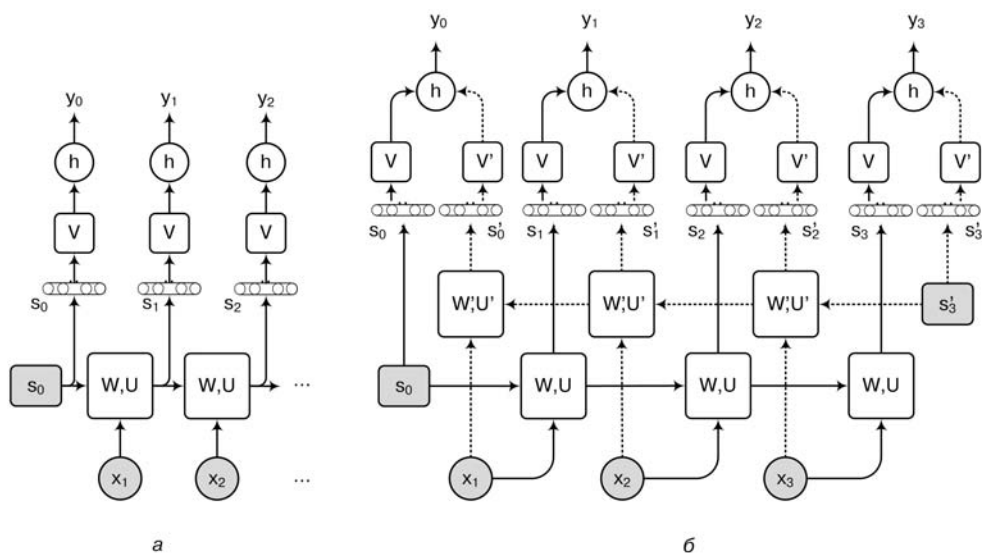 y₀ y₁ y₂
h h h
V V V
s₀ s₁ s₂
s₀ W,U W,U ...
x₁ x₂ ...
а
y₀ y₁ y₂ y₃
h h h h
V V' V V' V V' V V'
s₀ s'₀ s₁ s'₁ s₂ s'₂ s₃ s'₃
W',U' W',U' W',U' s'₃
s₀ W,U W,U W,U
x₁ x₂ x₃
б